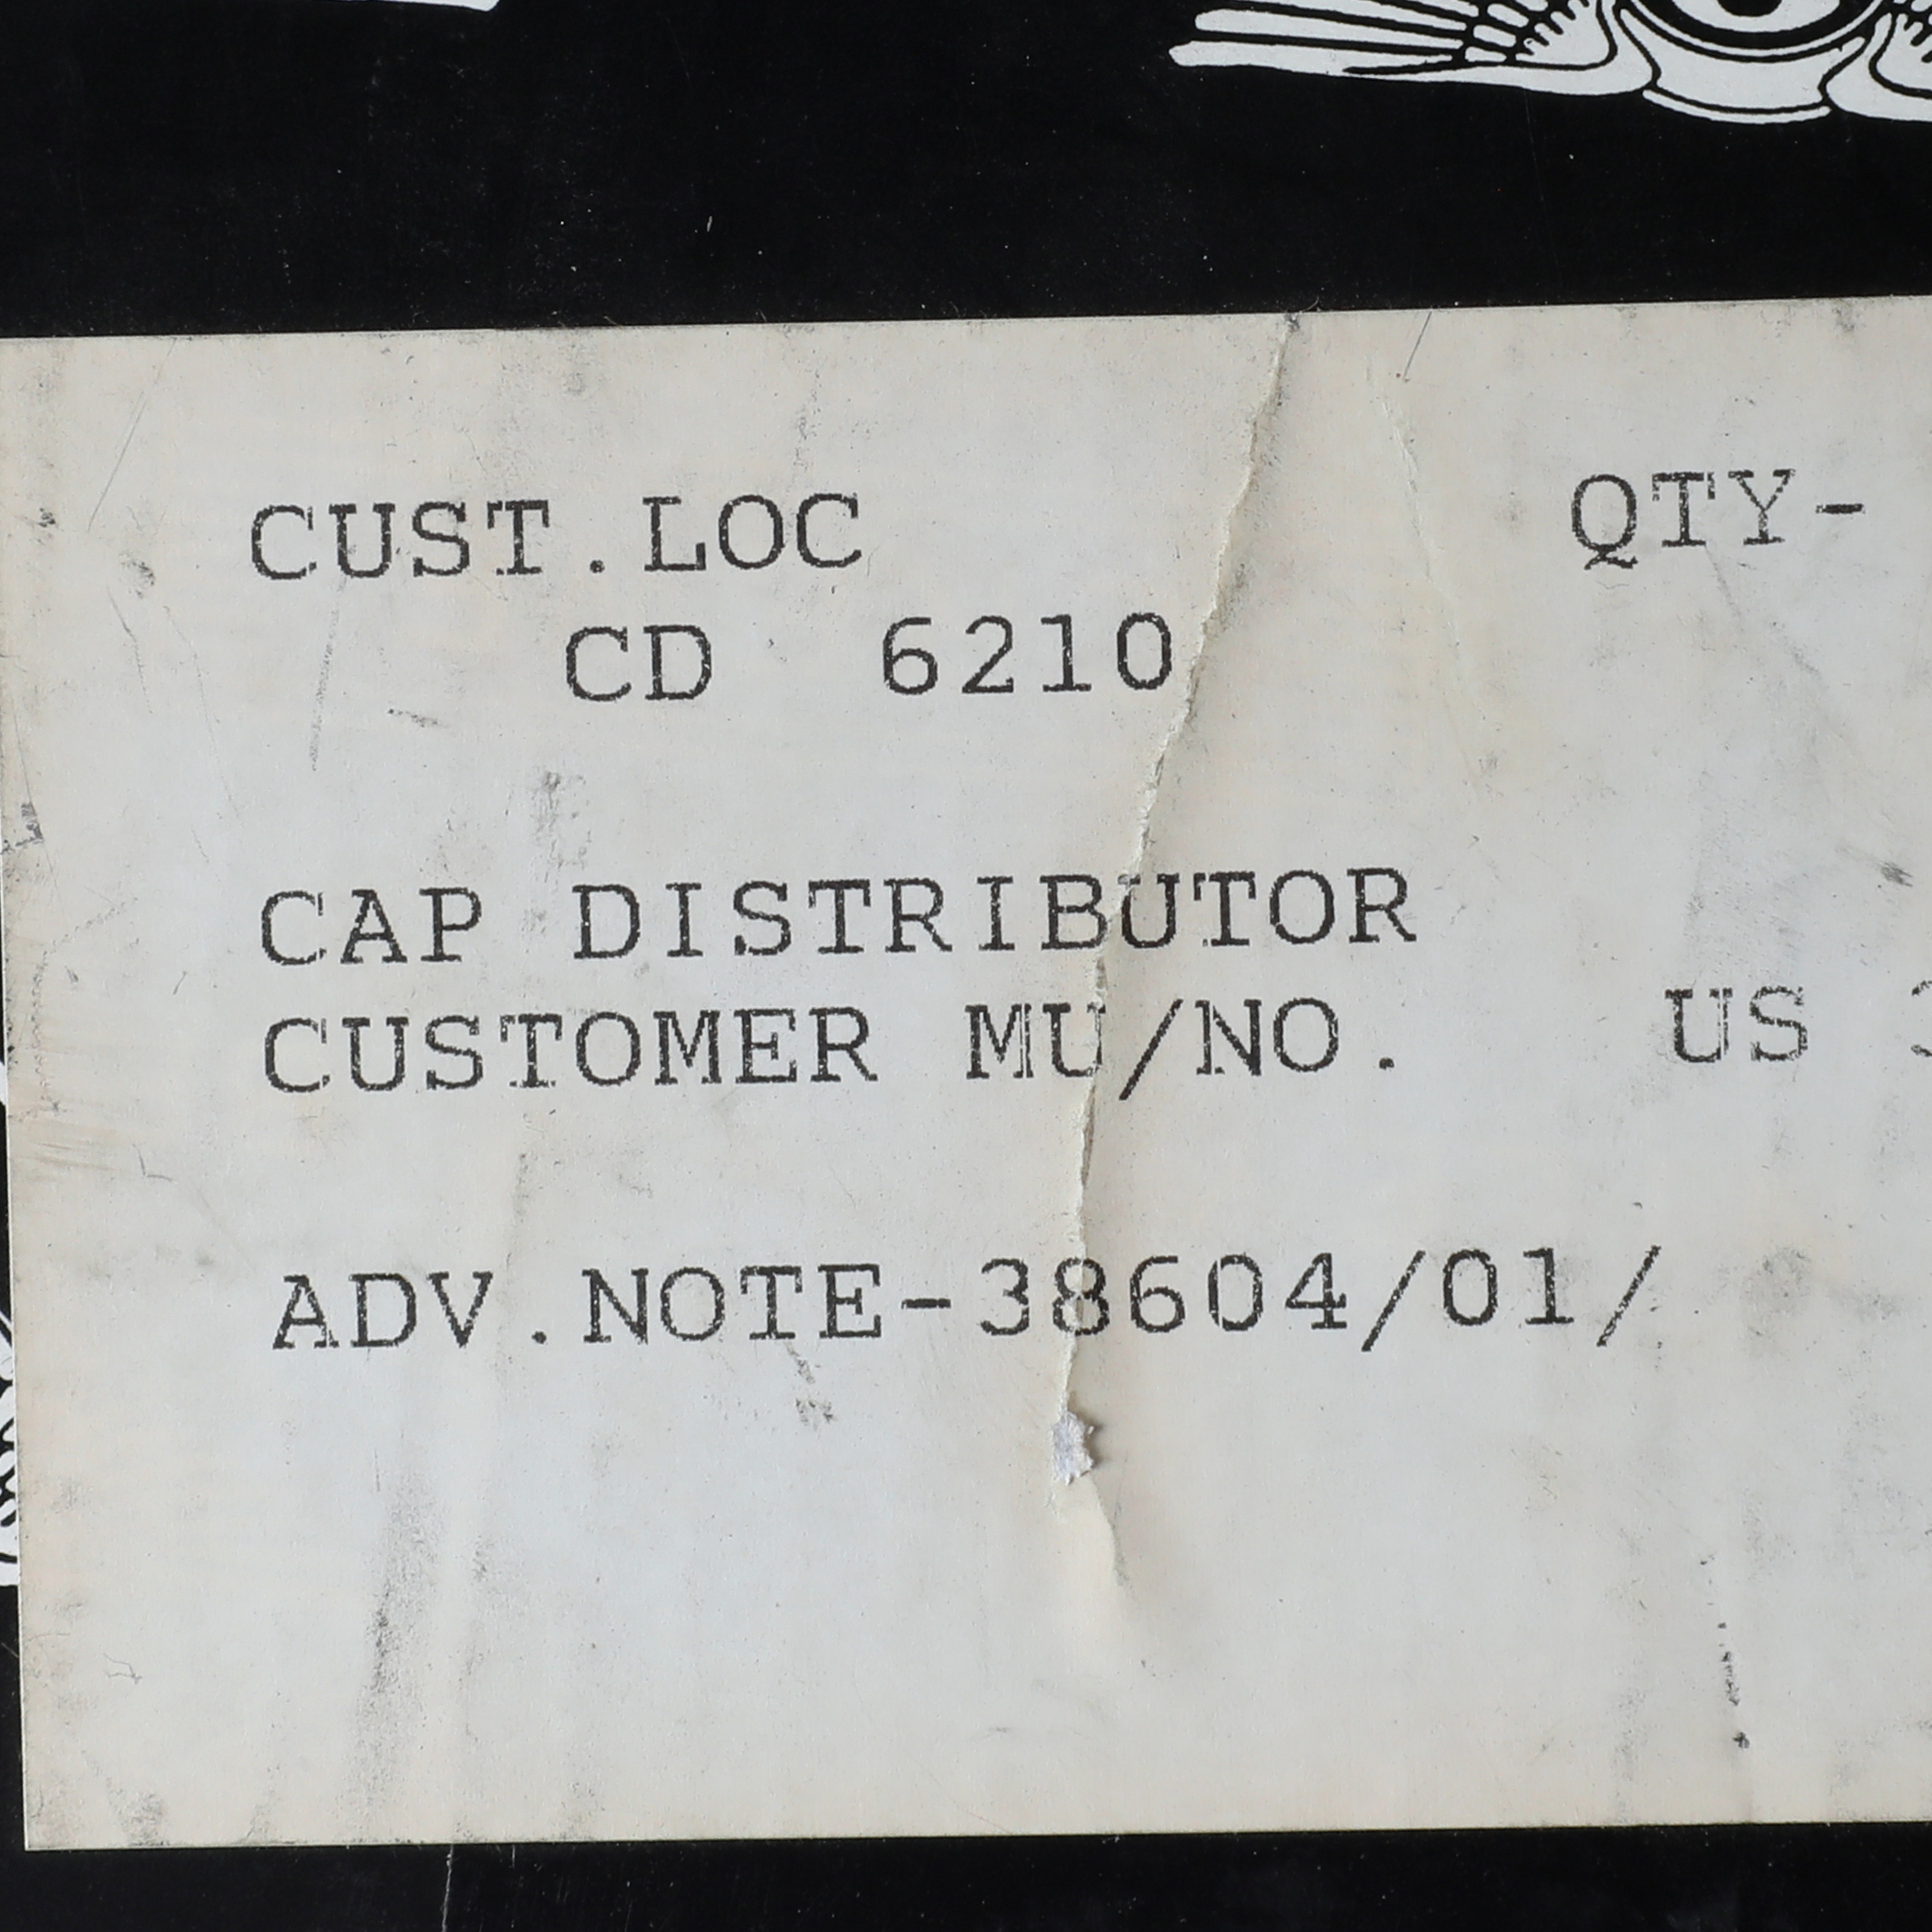 CUST.LOC QTY-
CD 6210
CAP DISTRIBUTOR
CUSTOMER MU/NO. US
ADV.NOTE-38604/01/